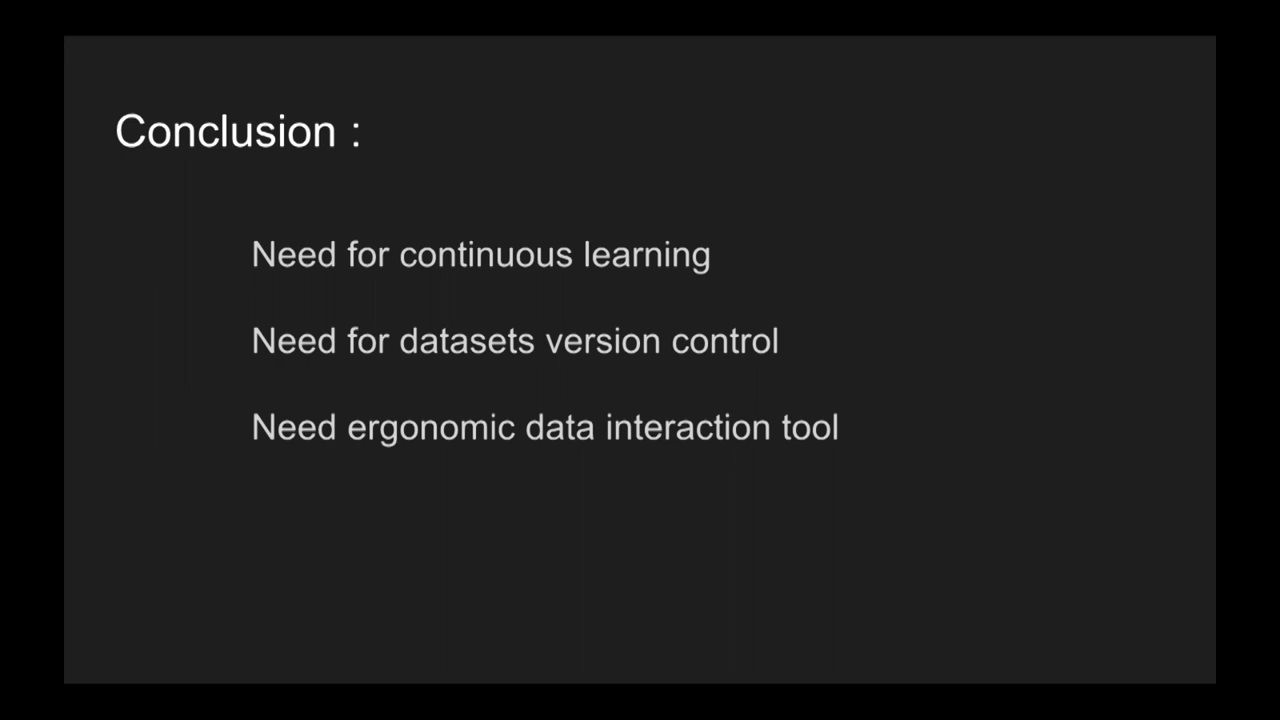 Conclusion :
Need for continuous learning
Need for datasets version control
Need ergonomic data interaction tool